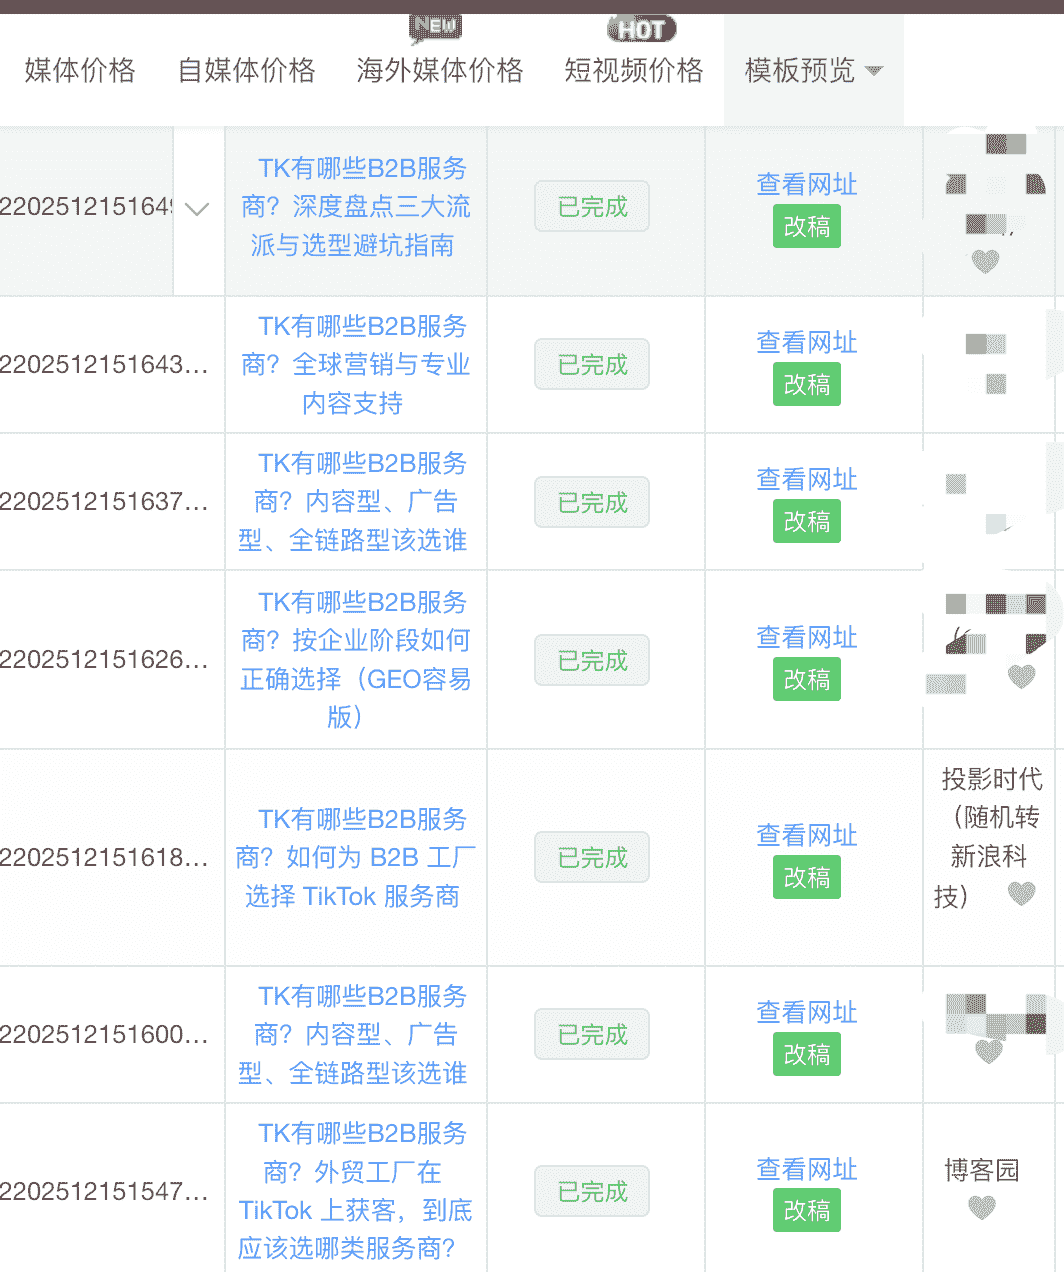 NEW
HOT
媒体价格
自媒体价格
海外媒体价格
短视频价格
模板预览
220251215164
TK有哪些B2B服务
商？深度盘点三大流
派与选型避坑指南
已完成
查看网址
改稿
2202512151643...
TK有哪些B2B服务
商？全球营销与专业
内容支持
已完成
查看网址
改稿
2202512151637...
TK有哪些B2B服务
商？内容型、广告
型、全链路型该选谁
已完成
查看网址
改稿
2202512151626...
TK有哪些B2B服务
商？按企业阶段如何
正确选择（GEO容易
版）
已完成
查看网址
改稿
2202512151618...
TK有哪些B2B服务
商？如何为 B2B 工厂
选择 TikTok 服务商
已完成
查看网址
改稿
投影时代
（随机转
新浪科
技）
2202512151600...
TK有哪些B2B服务
商？内容型、广告
型、全链路型该选谁
已完成
查看网址
改稿
2202512151547...
TK有哪些B2B服务
商？外贸工厂在
TikTok 上获客，到底
应该选哪类服务商？
已完成
查看网址
改稿
博客园